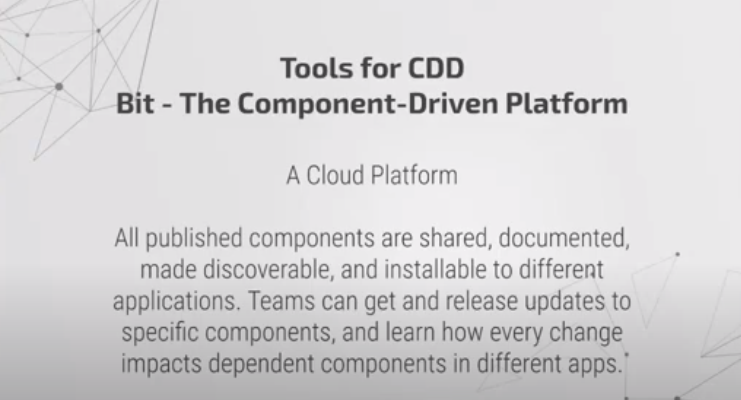 Tools for CDD
Bit - The Component-Driven Platform
A Cloud Platform
All published components are shared, documented,
made discoverable, and installable to different
applications. Teams can get and release updates to
specific components, and learn how every change
impacts dependent components in different apps.